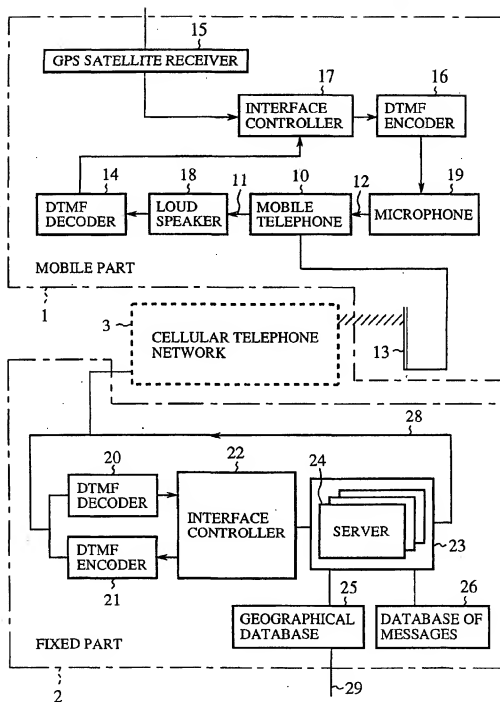 15
GPS SATELLITE RECEIVER
17
16
INTERFACE
CONTROLLER
DTMF
ENCODER
14
18
11
10
12
19
DTMF
DECODER
LOUD
SPEAKER
MOBILE
TELEPHONE
MICROPHONE
MOBILE PART
1
3
CELLULAR TELEPHONE
NETWORK
13
28
20
22
24
DTMF
DECODER
INTERFACE
CONTROLLER
SERVER
DTMF
ENCODER
23
21
25
26
GEOGRAPHICAL
DATABASE
DATABASE OF
MESSAGES
FIXED PART
2
29